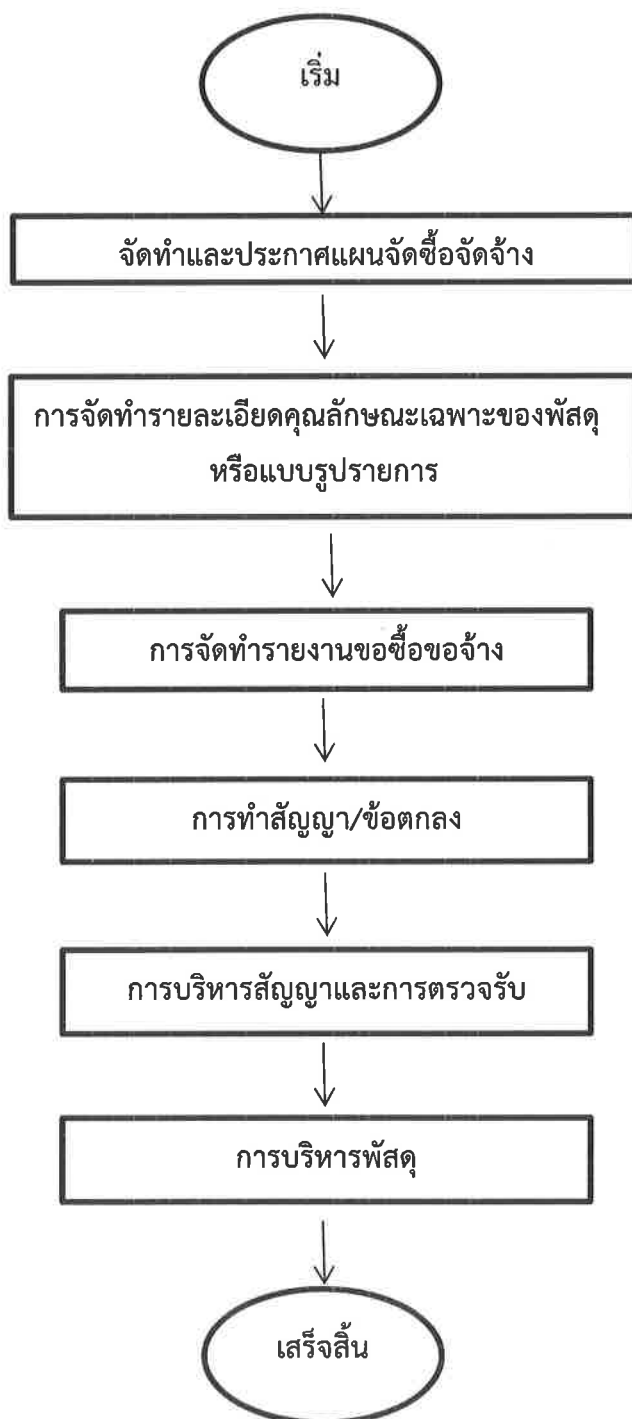 เริ่ม
จัดทำและประกาศแผนจัดซื้อจัดจ้าง
การจัดทำรายละเอียดคุณลักษณะเฉพาะของพัสดุ
หรือแบบรูปรายการ
การจัดทำรายงานขอซื้อขอจ้าง
การทำสัญญา/ข้อตกลง
การบริหารสัญญาและการตรวจรับ
การบริหารพัสดุ
เสร็จสิ้น